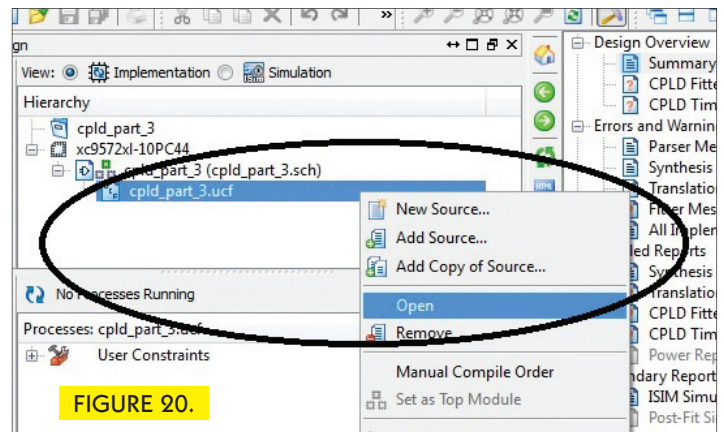 gn
View: Implementation Simulation
Hierarchy
cpld_part_3
xc9572xl-10PC44
cpld_part_3 (cpld_part_3.sch)
cpld_part_3.ucf
New Source...
Add Source...
Add Copy of Source...
Open
Remove
Manual Compile Order
Set as Top Module
No Processes Running
Processes: cpld_part_3.ucf
User Constraints
FIGURE 20.
Design Overview
Summary
CPLD Fitte
CPLD Tim
Errors and Warnin
Parser Me
Synthesis
Translatio
Fitter Mes
All Implem
led Reports
Synthesis
Translatio
CPLD Fitte
CPLD Tim
Power Rep
ndary Report
ISIM Simu
Post-Fit Si